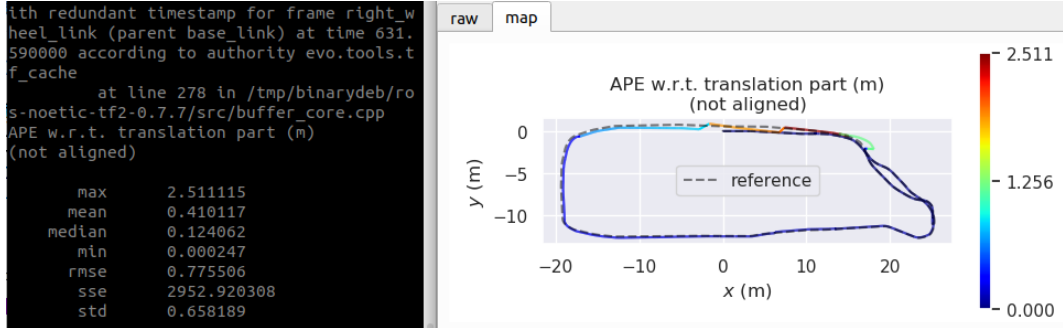 ith redundant timestamp for frame right_w
heel_link (parent base_link) at time 631.
590000 according to authority evo.tools.t
f_cache
at line 278 in /tmp/binarydeb/ro
s-noetic-tf2-0.7.7/src/buffer_core.cpp
APE w.r.t. translation part (m)
(not aligned)
max 2.511115
mean 0.410117
median 0.124062
min 0.000247
rmse 0.775506
sse 2952.920308
std 0.658189
raw map
APE w.r.t. translation part (m)
(not aligned)
0
−5
−10
y (m)
reference
−20 −10 0 10 20
x (m)
2.511
1.256
0.000